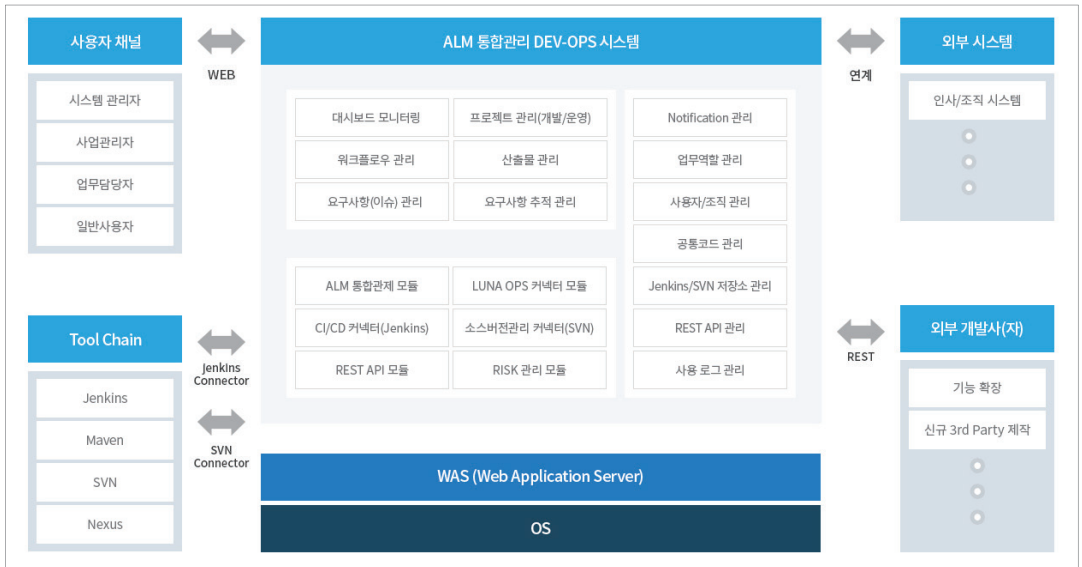 사용자 채널
WEB
ALM 통합관리 DEV-OPS 시스템
연계
외부 시스템
시스템 관리자
사업관리자
업무담당자
일반사용자
대시보드 모니터링
프로젝트 관리(개발/운영)
워크플로우 관리
산출물 관리
요구사항(이슈) 관리
요구사항 추적 관리
ALM 통합관제 모듈
LUNA OPS 커넥터 모듈
CI/CD 커넥터(Jenkins)
소스버전관리 커넥터(SVN)
REST API 모듈
RISK 관리 모듈
Notification 관리
업무역할 관리
사용자/조직 관리
공통코드 관리
Jenkins/SVN 저장소 관리
REST API 관리
사용 로그 관리
인사/조직 시스템
Tool Chain
Jenkins
Connector
SVN
Connector
Jenkins
Maven
SVN
Nexus
REST
외부 개발사(자)
기능 확장
신규 3rd Party 제작
WAS (Web Application Server)
OS